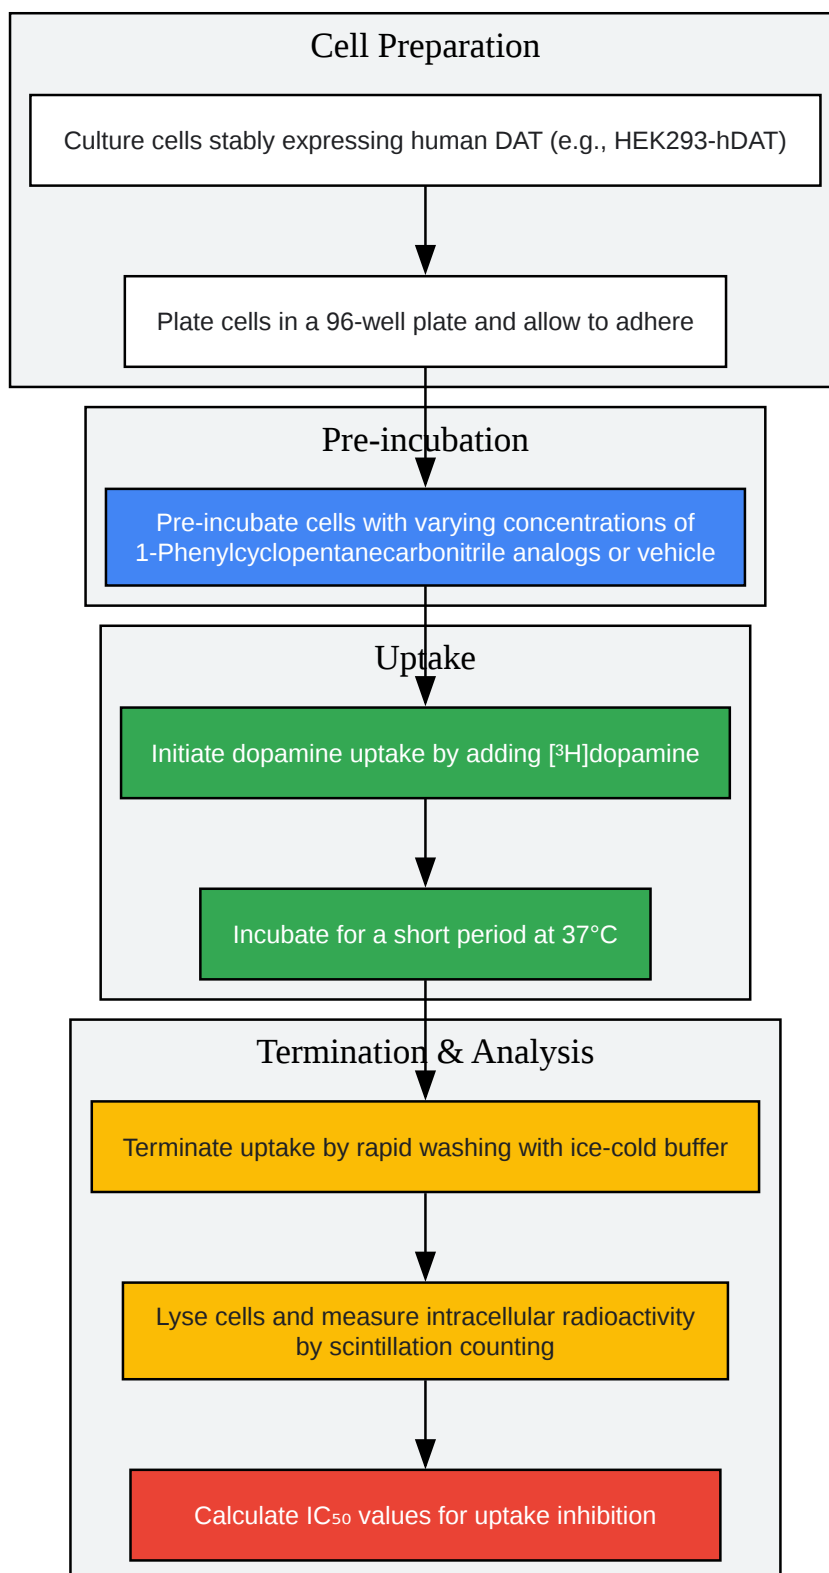 Cell Preparation
Culture cells stably expressing human DAT (e.g., HEK293-hDAT)
Plate cells in a 96-well plate and allow to adhere
Pre-incubation
Pre-incubate cells with varying concentrations of
1-Phenylcyclopentanecarbonitrile analogs or vehicle
Uptake
Initiate dopamine uptake by adding [³H]dopamine
Incubate for a short period at 37°C
Termination & Analysis
Terminate uptake by rapid washing with ice-cold buffer
Lyse cells and measure intracellular radioactivity
by scintillation counting
Calculate IC₅₀ values for uptake inhibition